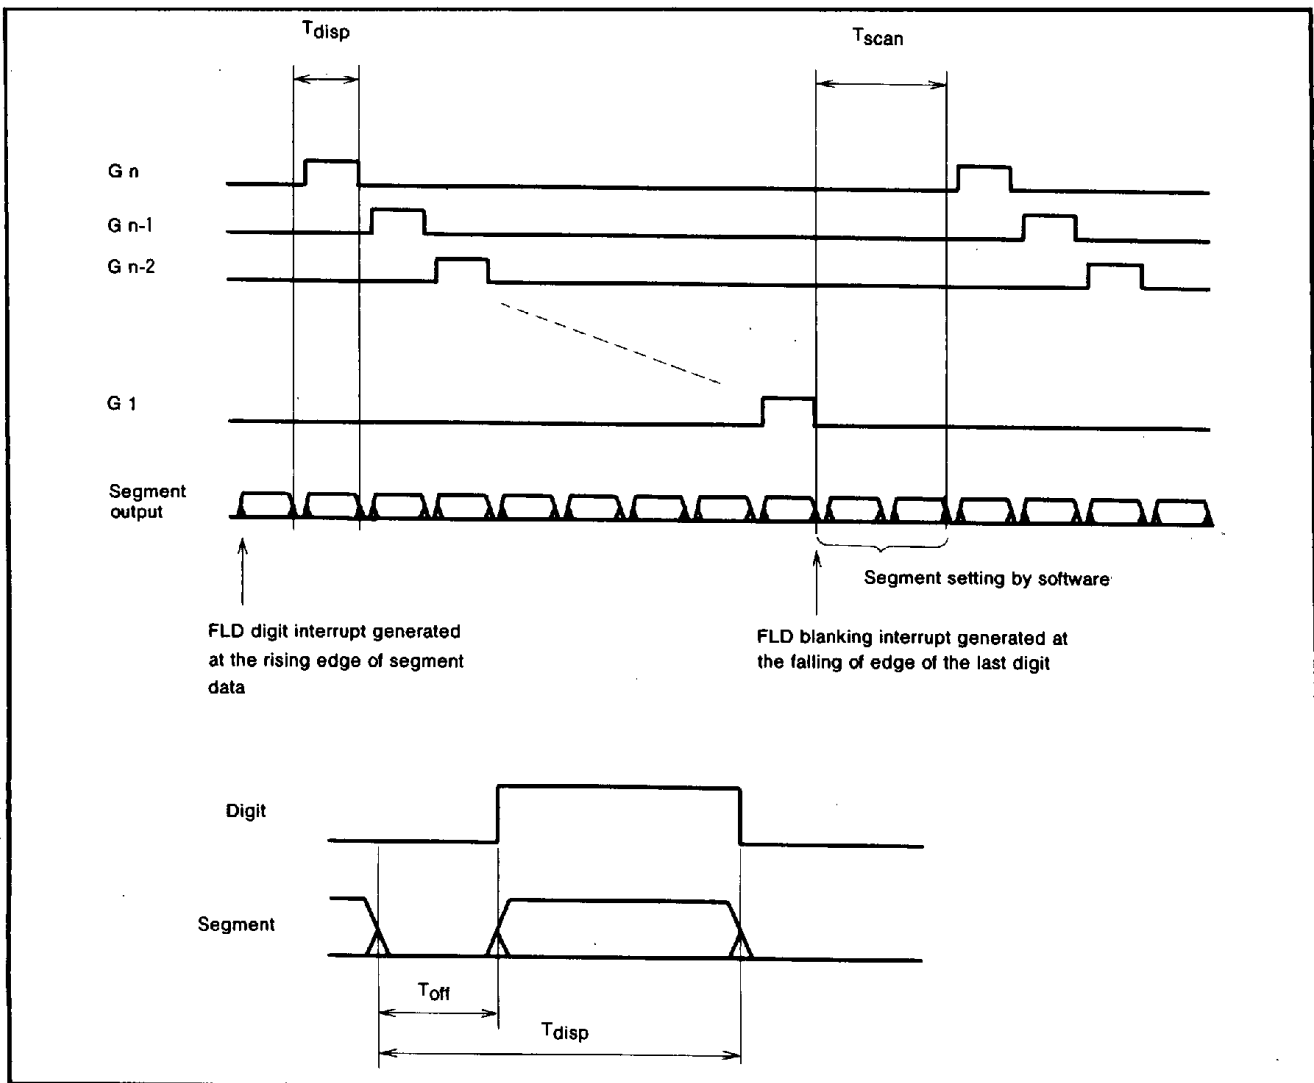 Tdisp
Tscan
G n
G n-1
G n-2
G 1
Segment
output
Segment setting by software
FLD digit interrupt generated
at the rising edge of segment
data
FLD blanking interrupt generated at
the falling of edge of the last digit
Digit
Segment
Toff
Tdisp